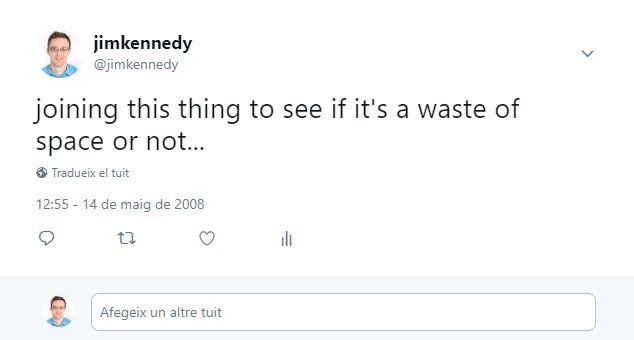 jimkennedy
@jimkennedy
joining this thing to see if it's a waste of
space or not...
Tradueix el tuit
12:55 - 14 de maig de 2008
Afegeix un altre tuit